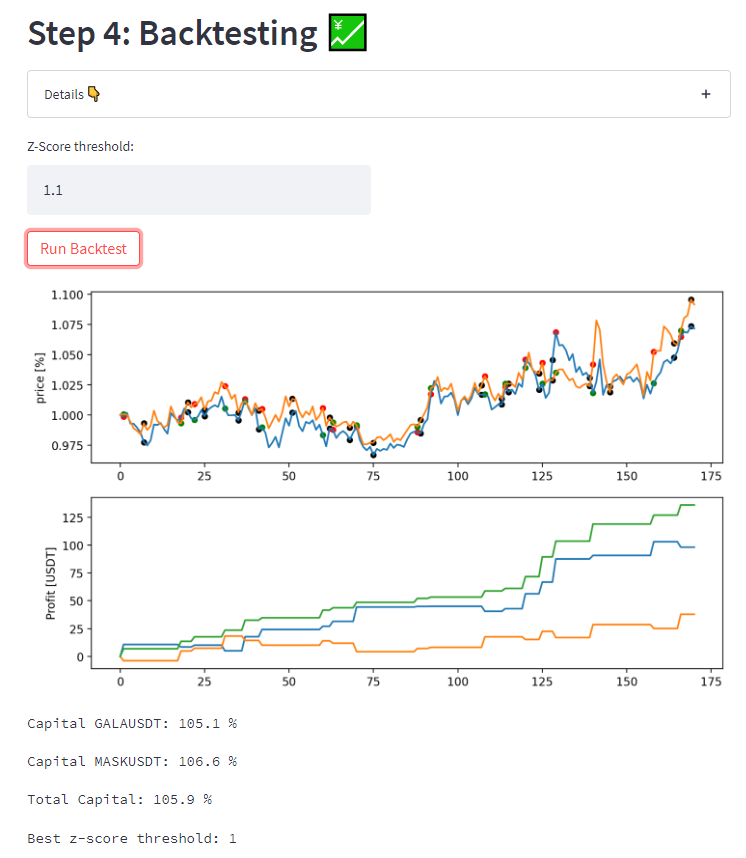 Step 4: Backtesting
Details
+
Z-Score threshold:
1.1
Run Backtest
1.100
1.075
1.050
1.025
1.000
0.975
price [%]
0 25 50 75 100 125 150 175
125
100
75
50
25
0
Profit [USDT]
0 25 50 75 100 125 150 175
Capital GALAUSDT: 105.1 %
Capital MASKUSDT: 106.6 %
Total Capital: 105.9 %
Best z-score threshold: 1